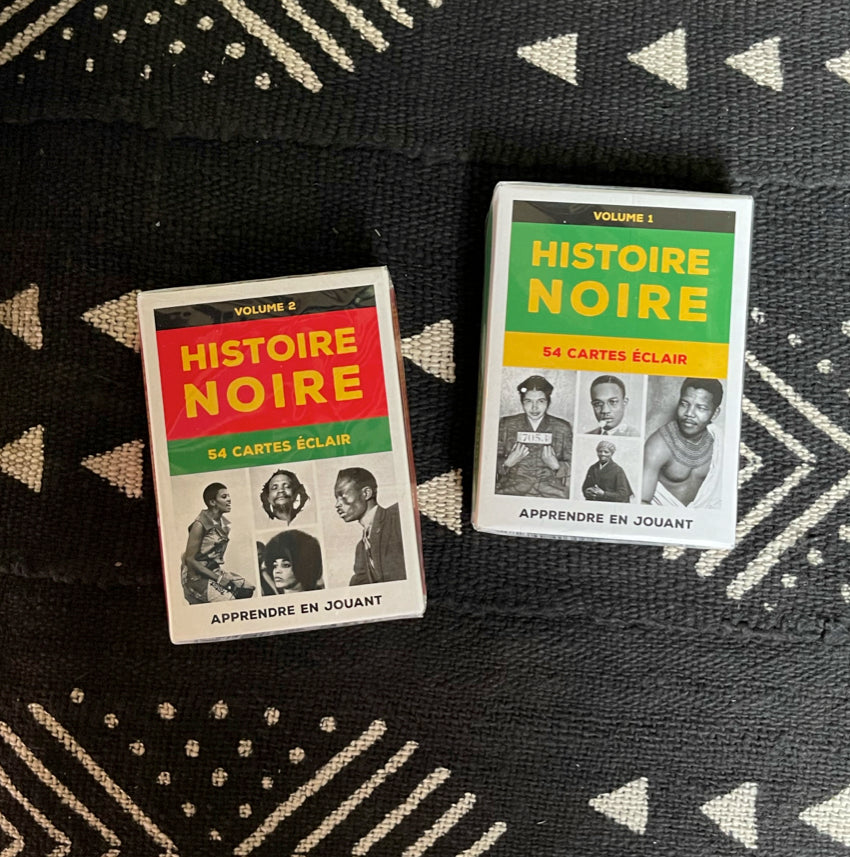 VOLUME 2
HISTOIRE
NOIRE
54 CARTES ÉCLAIR
APPRENDRE EN JOUANT
VOLUME 1
HISTOIRE
NOIRE
54 CARTES ÉCLAIR
7053
APPRENDRE EN JOUANT